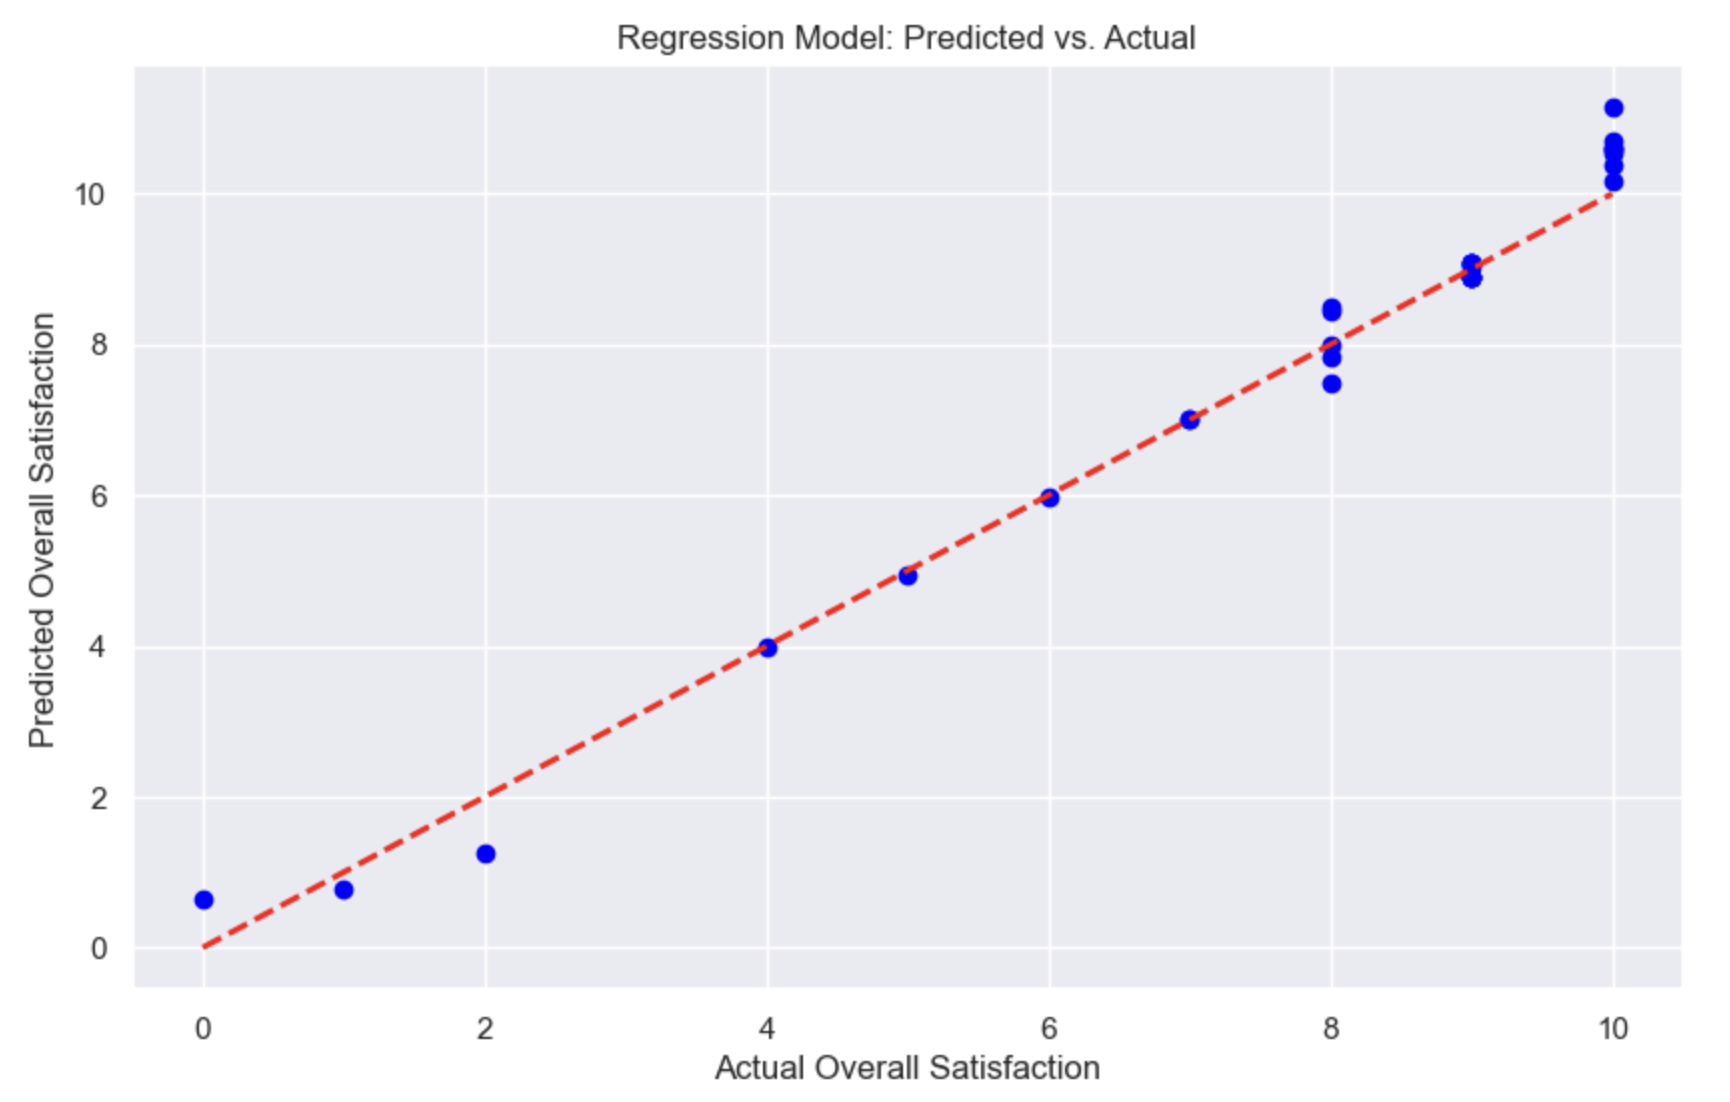 Regression Model: Predicted vs. Actual
10
8
6
4
2
0
Predicted Overall Satisfaction
0 2 4 6 8 10
Actual Overall Satisfaction